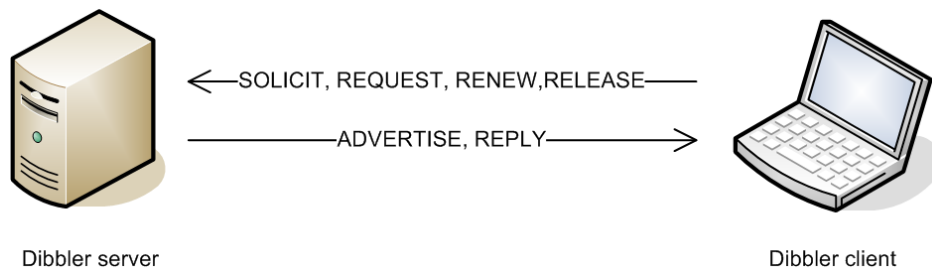 SOLICIT, REQUEST, RENEW,RELEASE
ADVERTISE, REPLY
Dibbler server
Dibbler client